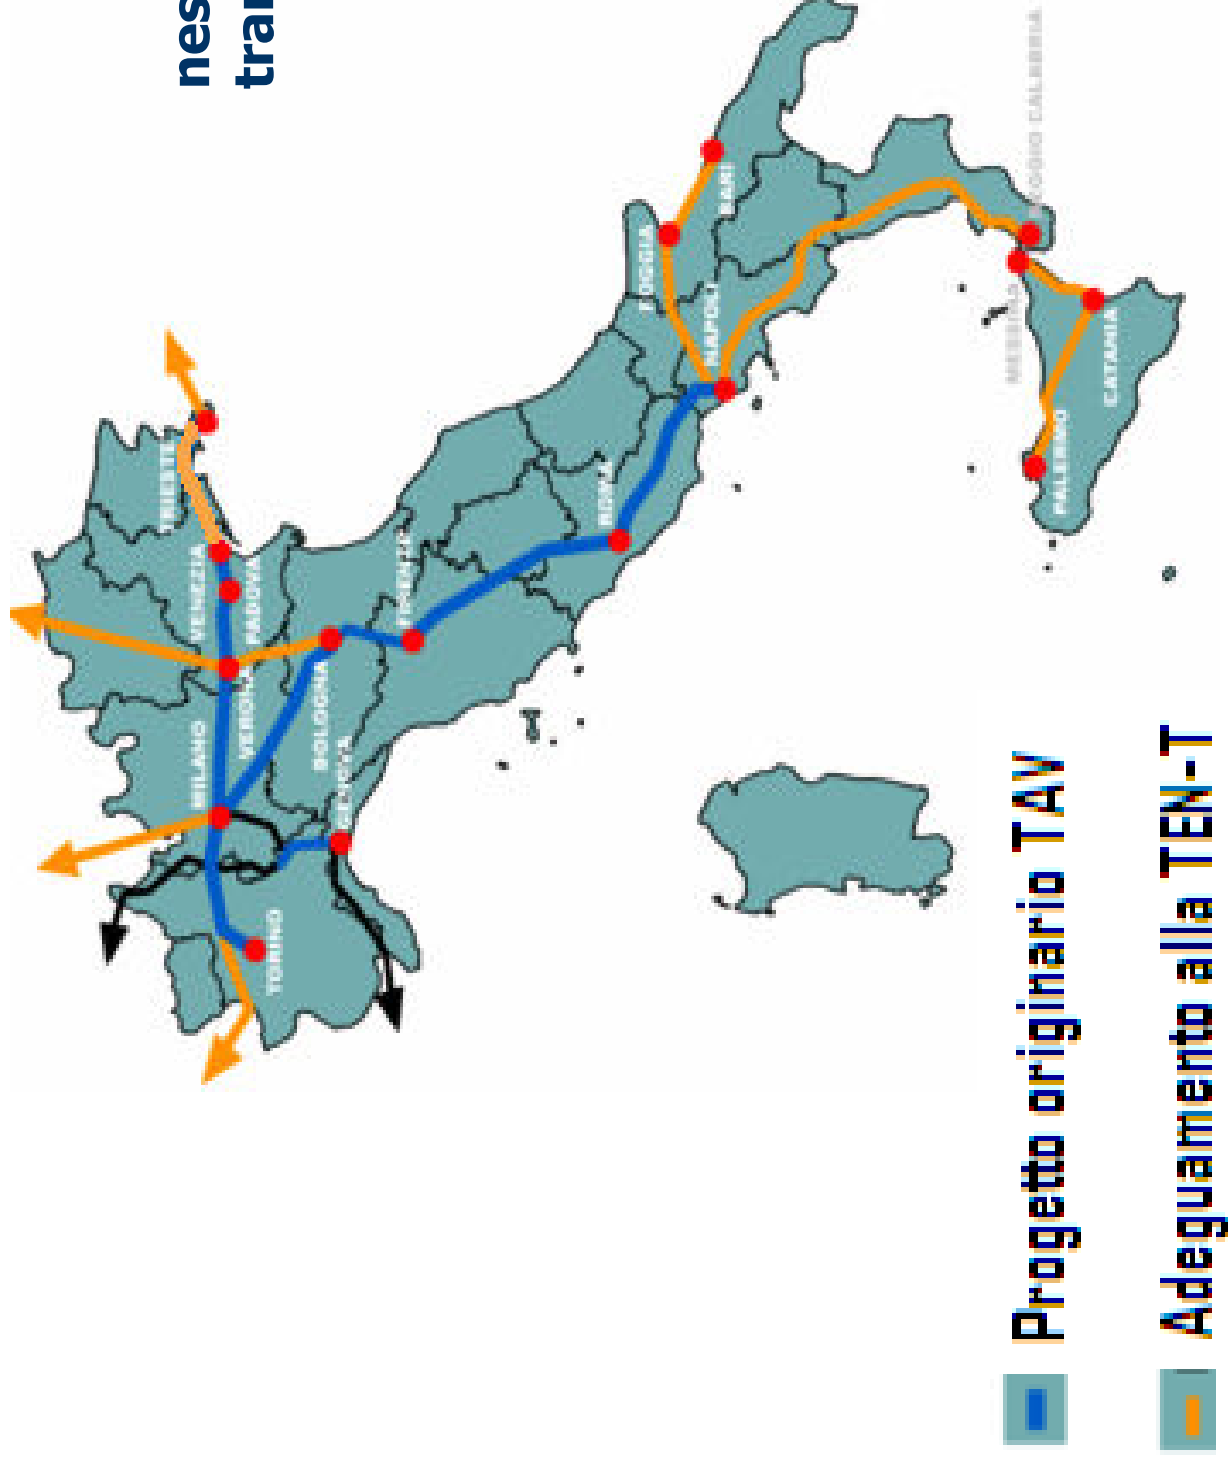 nes
tra
TRIESTE
VENEZIA
PADOVA
MILANO
VERONA
BOLOGNA
GENOVA
TORINO
FIRENZE
ROMA
NAPOLI
FOGGIA
BARI
REGGIO CALABRIA
MESSINA
CATANIA
PALERMO
Progetto originario TAV
Adeguamento alla TEN-T